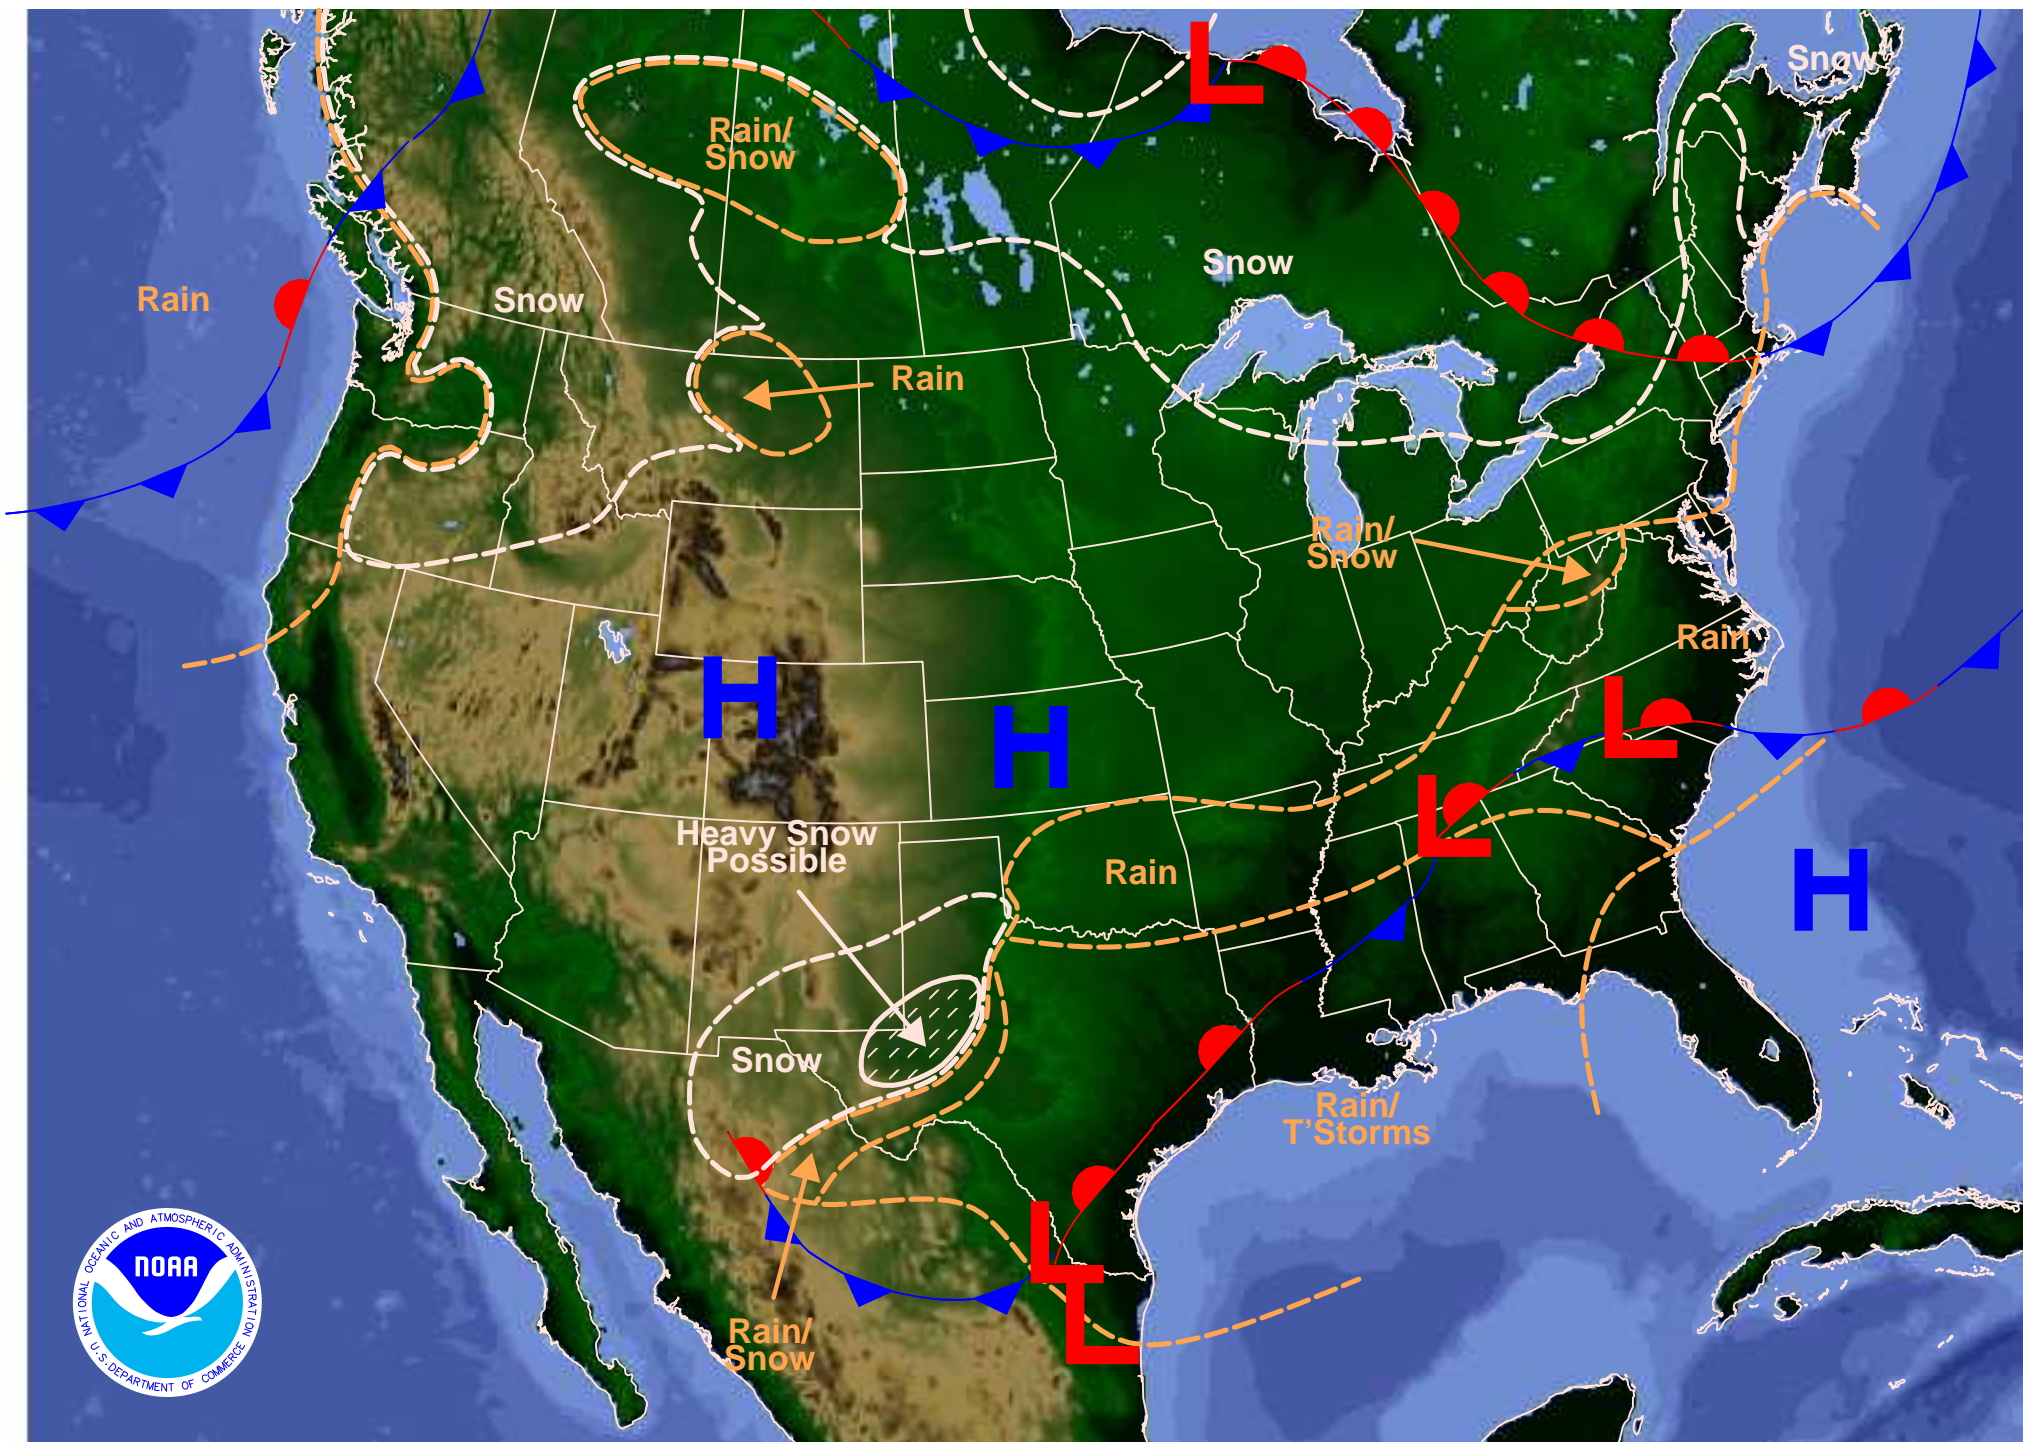 Snow
Rain/
Snow
Snow
Rain
Snow
Rain
Rain/
Snow
Rain
Heavy Snow
Possible
Rain
Snow
Rain/
T'Storms
Rain/
Snow
L
H
H
L
L
H
L
L
NATIONAL OCEANIC AND ATMOSPHERIC ADMINISTRATION
NOAA
U.S. DEPARTMENT OF COMMERCE